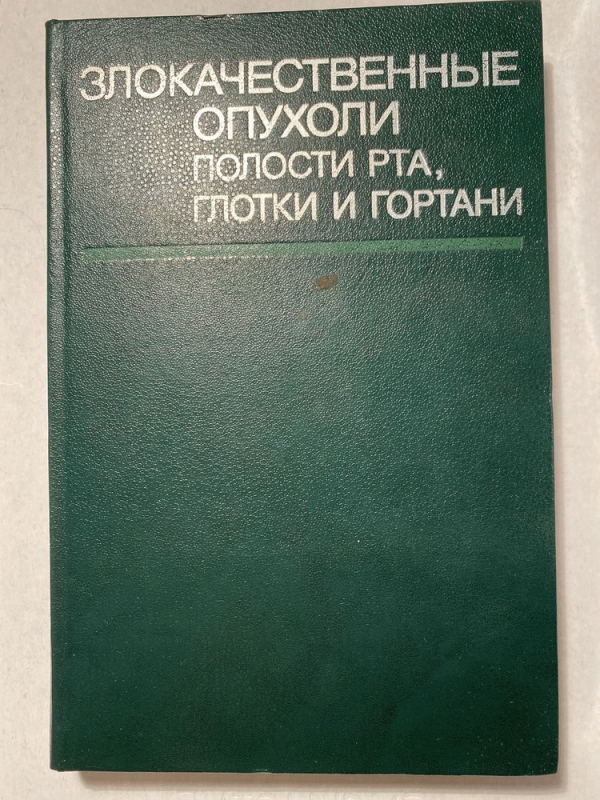 ЗЛОКАЧЕСТВЕННЫЕ
ОПУХОЛИ
ПОЛОСТИ РТА,
ГЛОТКИ И ГОРТАНИ